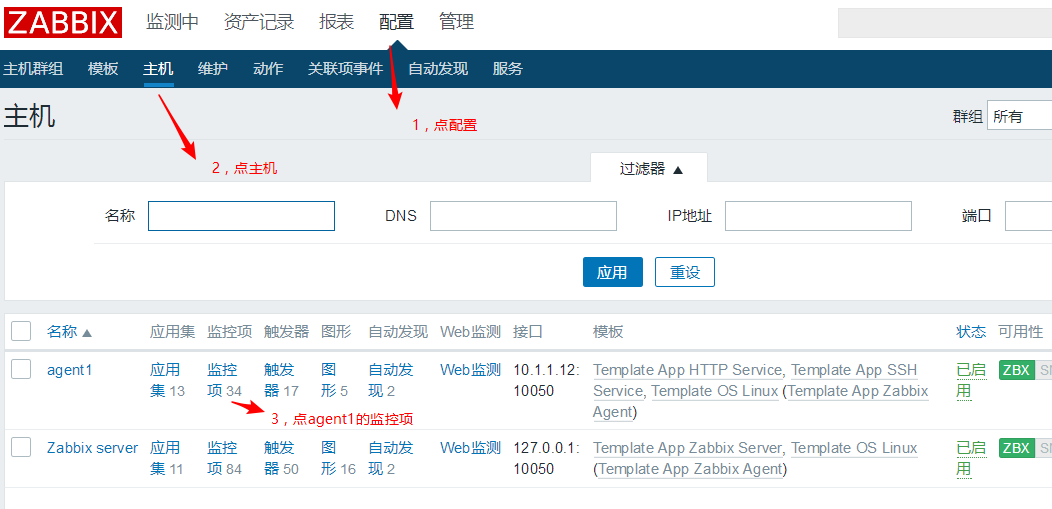 ZABBIX 监测中 资产记录 报表 配置 管理
主机群组 模板 主机 维护 动作 关联项事件 自动发现 服务
主机 群组 所有
1，点配置
2，点主机
过滤器 ▲
名称 DNS IP地址 端口
应用 重设
名称 ▲ 应用集 监控项 触发器 图形 自动发现 Web监测 接口 模板 状态 可用性
agent1 应用 监控 触发 图 自动发 Web监测 10.1.1.12: Template App HTTP Service, Template App SSH 已启 ZBX
集 13 项 34 器 17 形 5 现 2 10050 Service, Template OS Linux (Template App Zabbix 用
Agent)
3，点agent1的监控项
Zabbix server 应用 监控 触发 图 自动发 Web监测 127.0.0.1: Template App Zabbix Server, Template OS Linux 已启 ZBX
集 11 项 84 器 50 形 16 现 2 10050 (Template App Zabbix Agent) 用